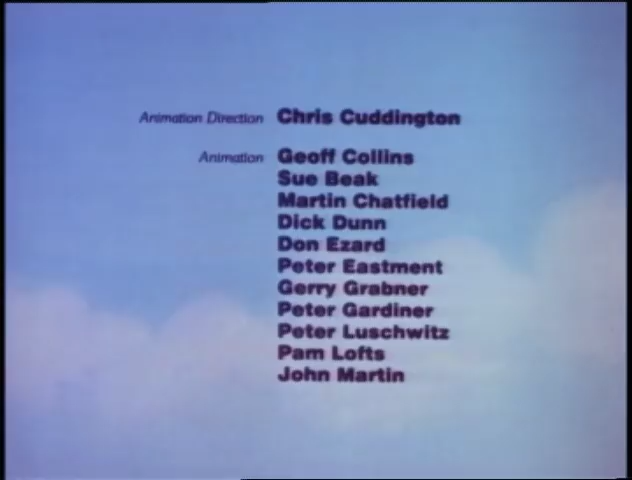 Animation Direction Chris Cuddington
Animation Geoff Collins
Sue Beak
Martin Chatfield
Dick Dunn
Don Ezard
Peter Eastment
Gerry Grabner
Peter Gardiner
Peter Luschwitz
Pam Lofts
John Martin